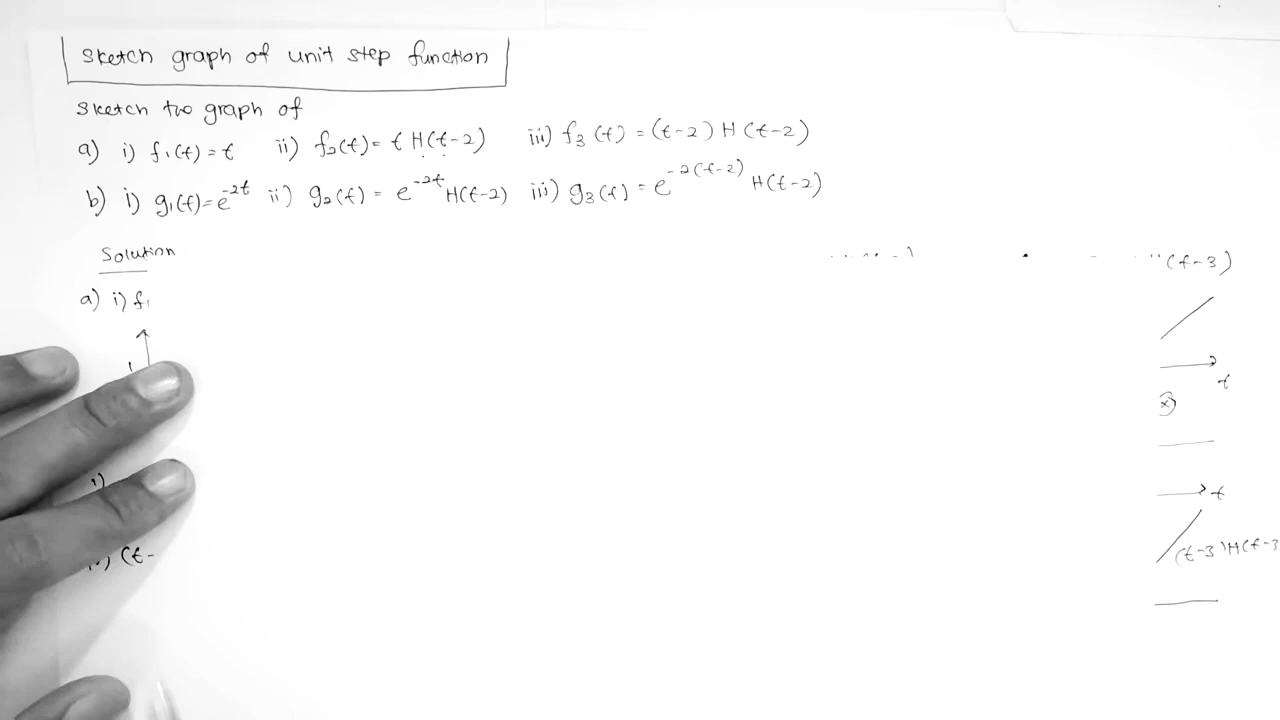 Sketch graph of unit step function
Sketch two graph of
a) i) f₁(t) = t ii) f₂(t) = t H(t-2) iii) f₃(t) = (t-2) H(t-2)
b) i) g₁(t) = e^{-2t} ii) g₂(t) = e^{-2t} H(t-2) iii) g₃(t) = e^{-2(t-2)} H(t-2)
Solution
(t-3)
a) i) f₁
t
t
(t-3)H(t-3
(t-